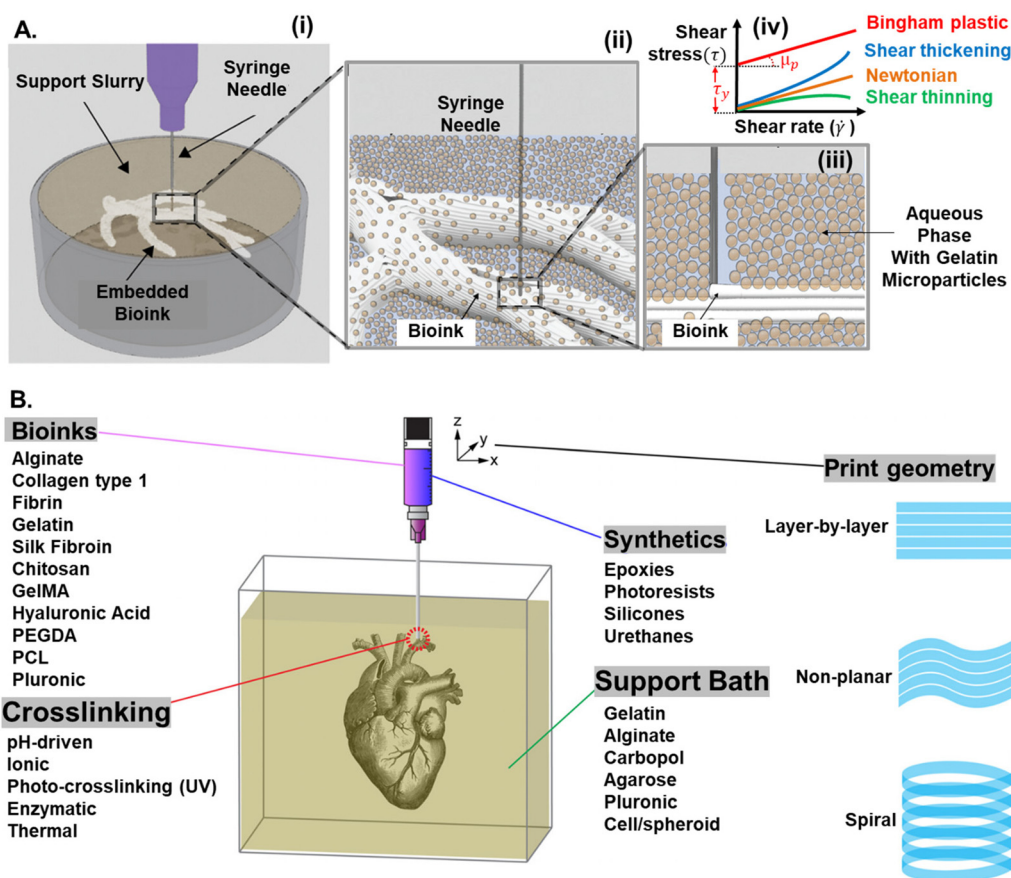 A.
(i)
Support Slurry
Syringe
Needle
Embedded
Bioink
(ii)
Syringe
Needle
Bioink
(iv)
Shear
stress(τ)
μp
τy
Bingham plastic
Shear thickening
Newtonian
Shear thinning
Shear rate (γ̇)
(iii)
Bioink
Aqueous
Phase
With Gelatin
Microparticles
B.
Bioinks
Alginate
Collagen type 1
Fibrin
Gelatin
Silk Fibroin
Chitosan
GelMA
Hyaluronic Acid
PEGDA
PCL
Pluronic
Crosslinking
pH-driven
Ionic
Photo-crosslinking (UV)
Enzymatic
Thermal
z
y
x
Synthetics
Epoxies
Photoresists
Silicones
Urethanes
Support Bath
Gelatin
Alginate
Carbopol
Agarose
Pluronic
Cell/spheroid
Print geometry
Layer-by-layer
Non-planar
Spiral